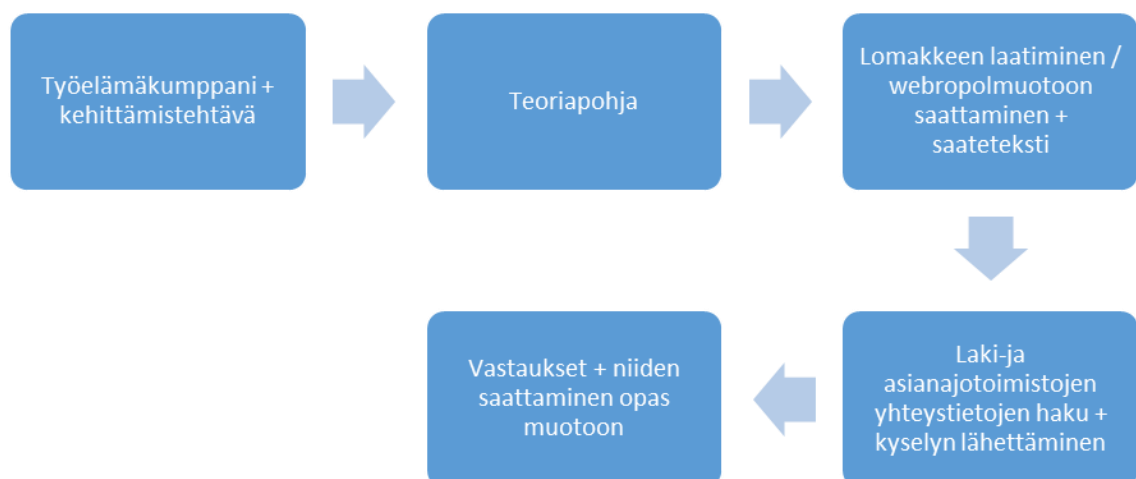 Työelämäkumppani +
kehittämistehtävä
Teoriapohja
Lomakkeen laatiminen /
webropolmuotoon
saattaminen +
saateteksti
Laki-ja
asianajotoimistojen
yhteystietojen haku +
kyselyn lähettäminen
Vastaukset + niiden
saattaminen opas
muotoon